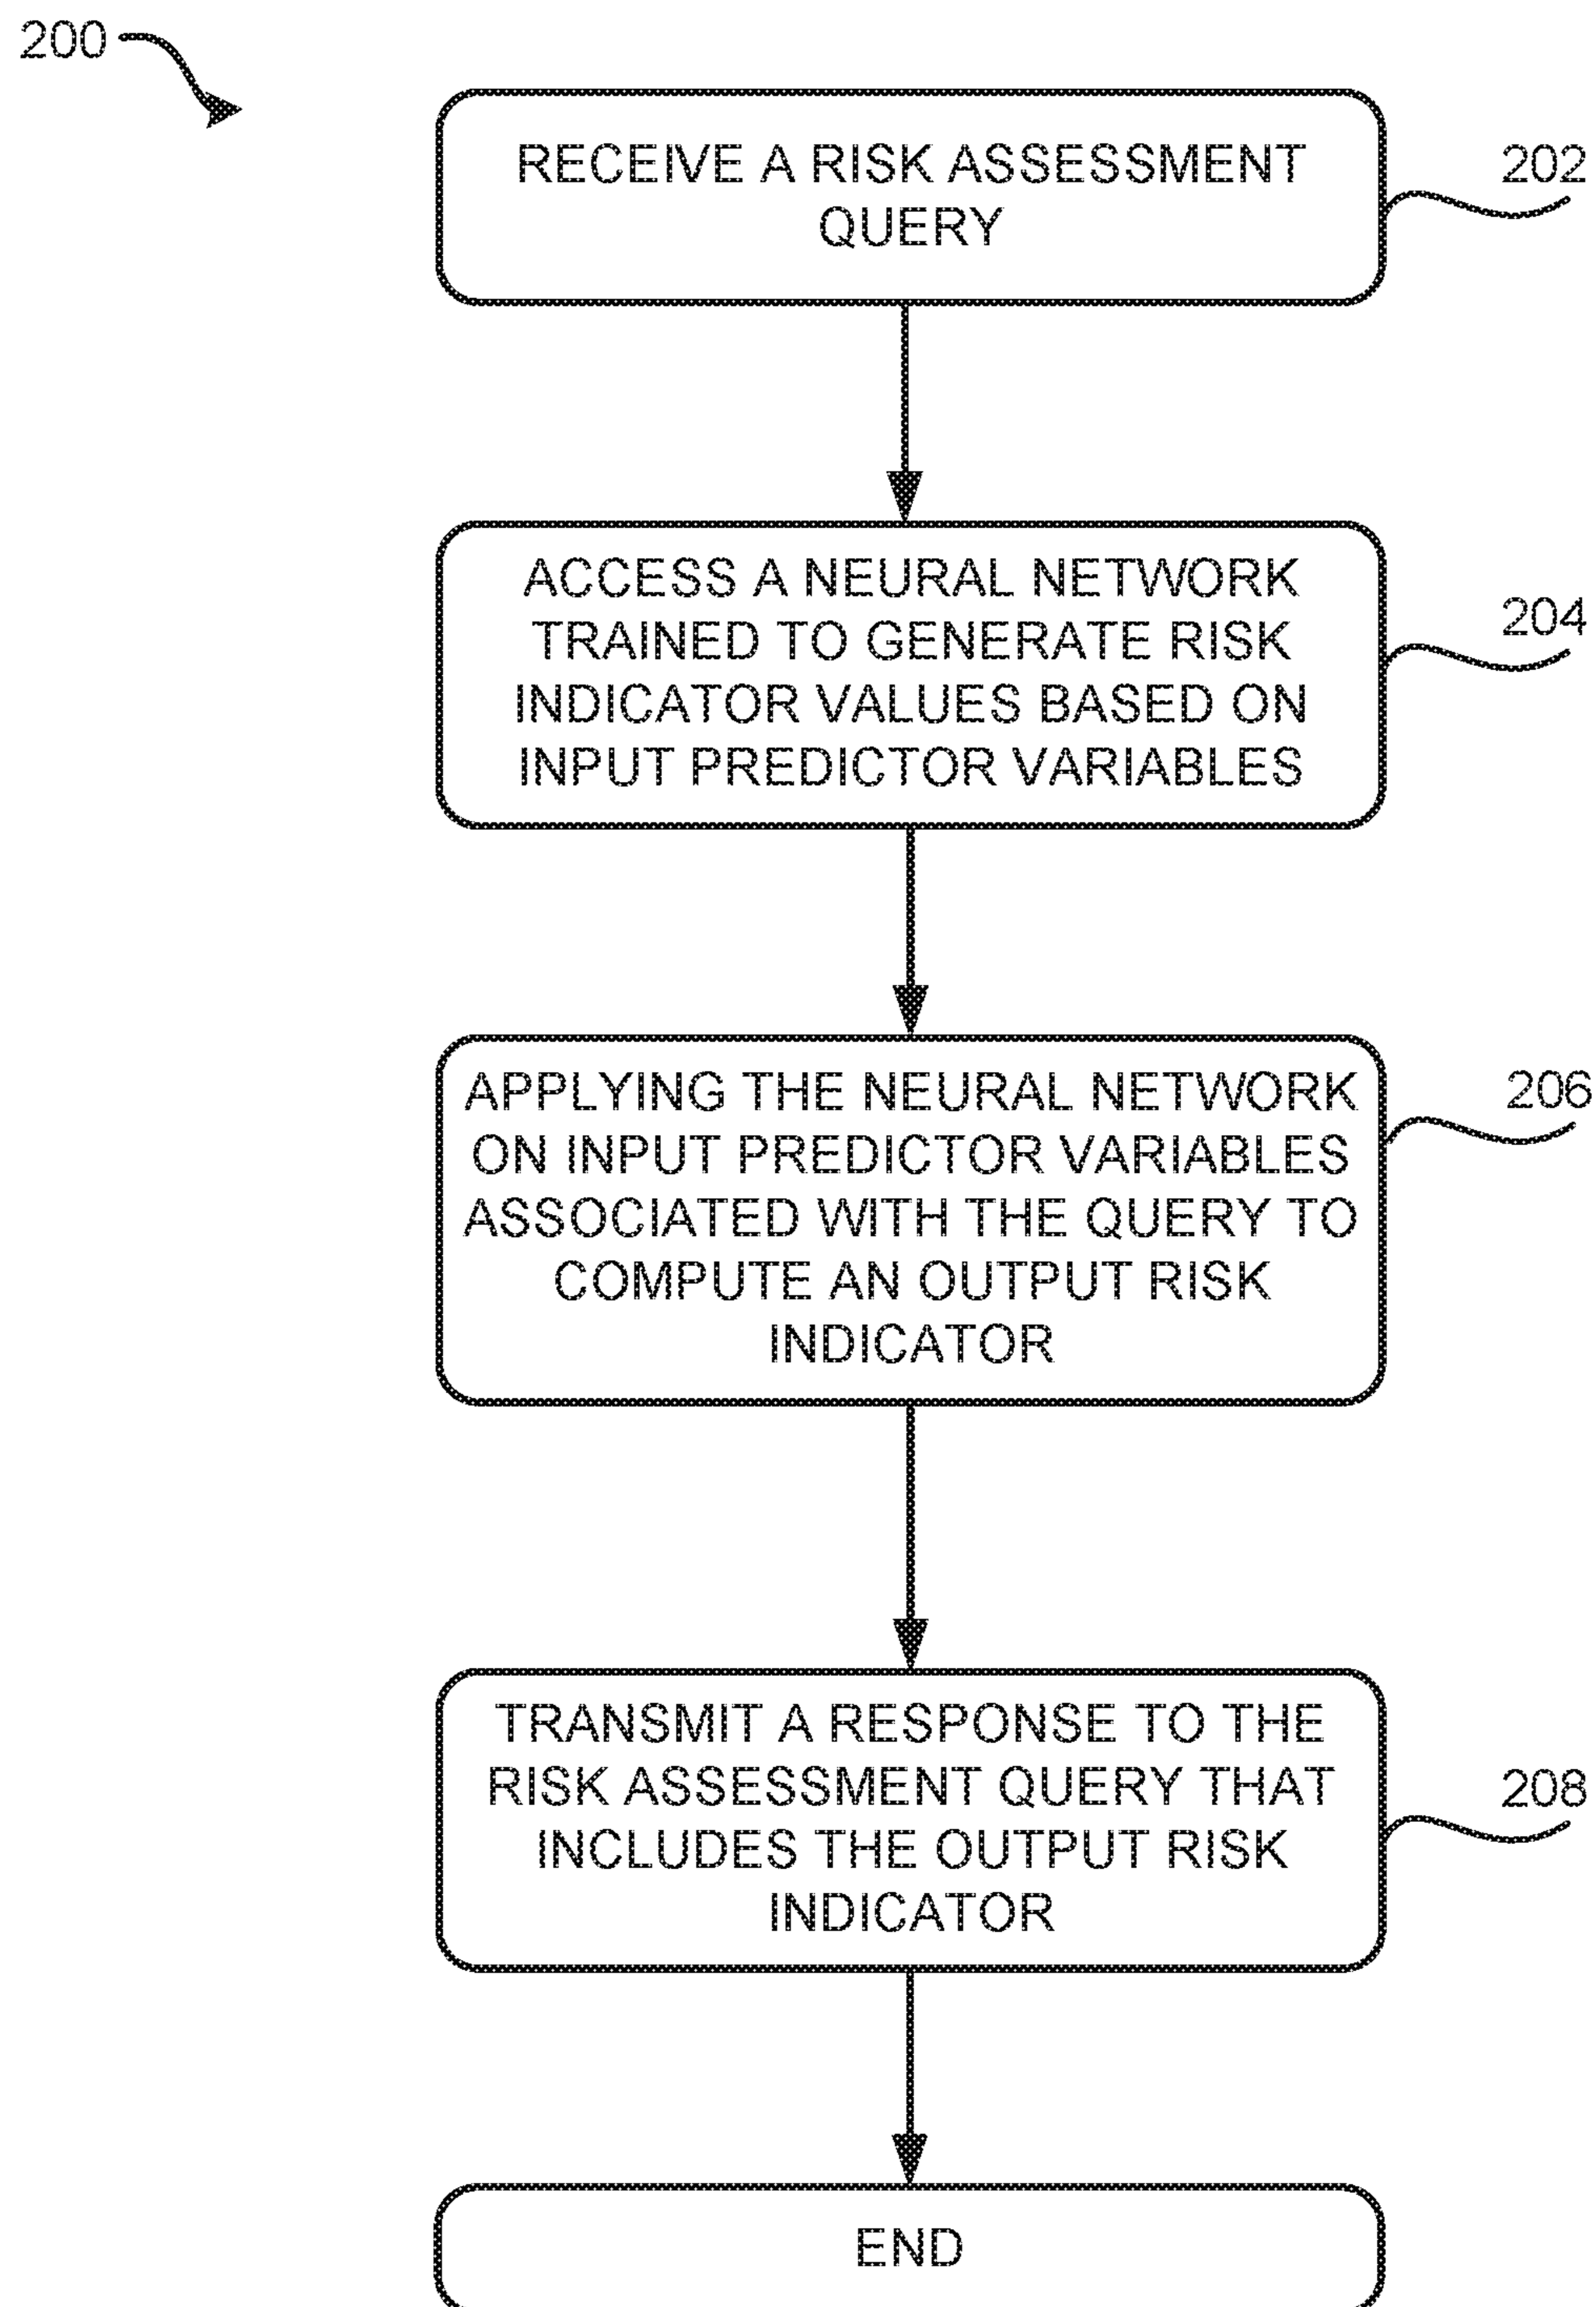 200
RECEIVE A RISK ASSESSMENT
QUERY
202
ACCESS A NEURAL NETWORK
TRAINED TO GENERATE RISK
INDICATOR VALUES BASED ON
INPUT PREDICTOR VARIABLES
204
APPLYING THE NEURAL NETWORK
ON INPUT PREDICTOR VARIABLES
ASSOCIATED WITH THE QUERY TO
COMPUTE AN OUTPUT RISK
INDICATOR
206
TRANSMIT A RESPONSE TO THE
RISK ASSESSMENT QUERY THAT
INCLUDES THE OUTPUT RISK
INDICATOR
208
END